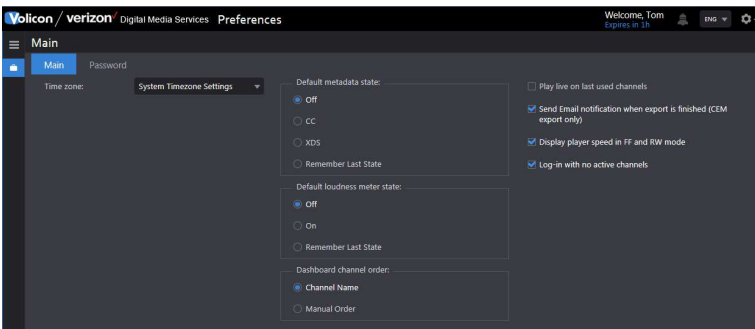 Volicon / verizon✓ Digital Media Services Preferences
Welcome, Tom
Expires in 1h
ENG
Main
Main Password
Time zone: System Timezone Settings
Default metadata state:
Off
CC
XDS
Remember Last State
Default loudness meter state:
Off
On
Remember Last State
Dashboard channel order:
Channel Name
Manual Order
Play live on last used channels
Send Email notification when export is finished (CEM
export only)
Display player speed in FF and RW mode
Log-in with no active channels